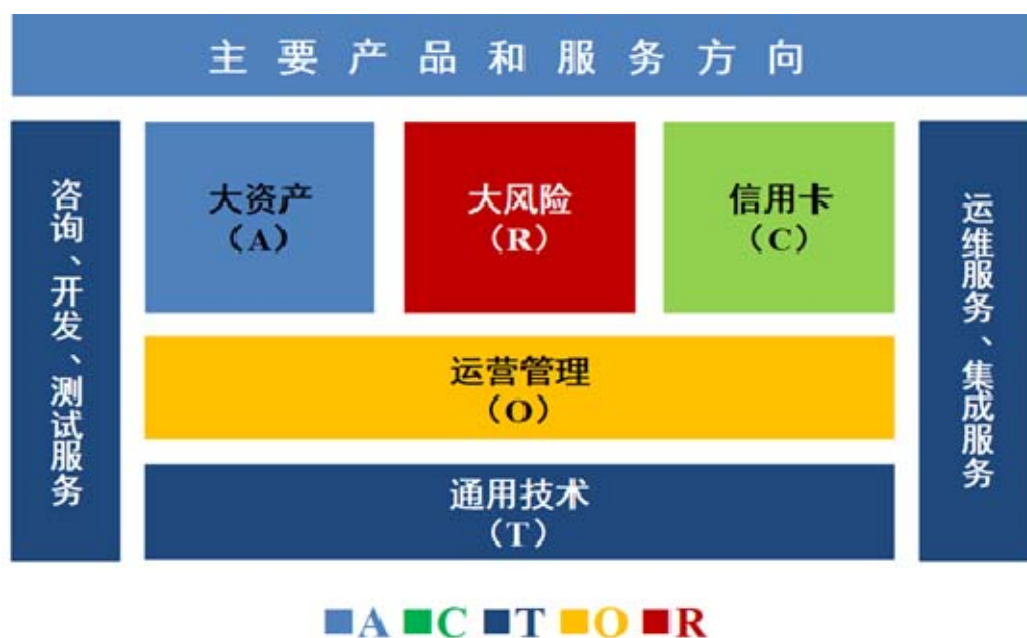 主要产品和服务方向
咨询、开发、测试服务
大资产
（A）
大风险
（R）
信用卡
（C）
运营管理
（O）
通用技术
（T）
运维服务、集成服务
A C T O R